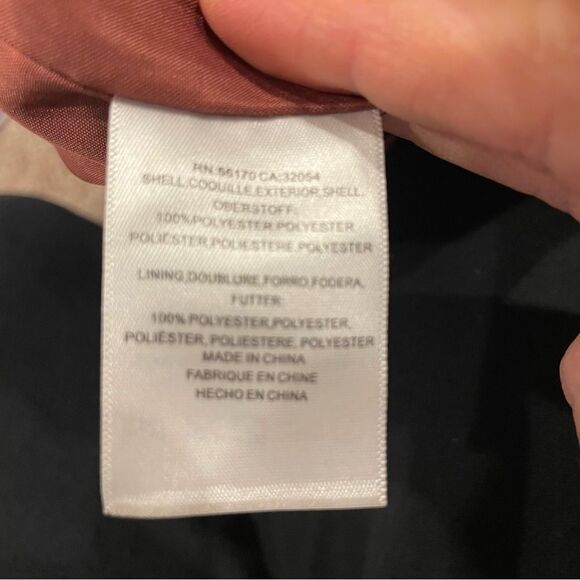 RN:56170 CA:32054
SHELL,COQUILLE,EXTERIOR,SHELL,
OBERSTOFF:
100%POLYESTER,POLYESTER,
POLIÉSTER,POLIESTERE,POLYESTER
LINING,DOUBLURE,FORRO,FODERA,
FUTTER:
100% POLYESTER,POLYESTER,
POLIÉSTER, POLIESTERE, POLYESTER
MADE IN CHINA
FABRIQUE EN CHINE
HECHO EN CHINA